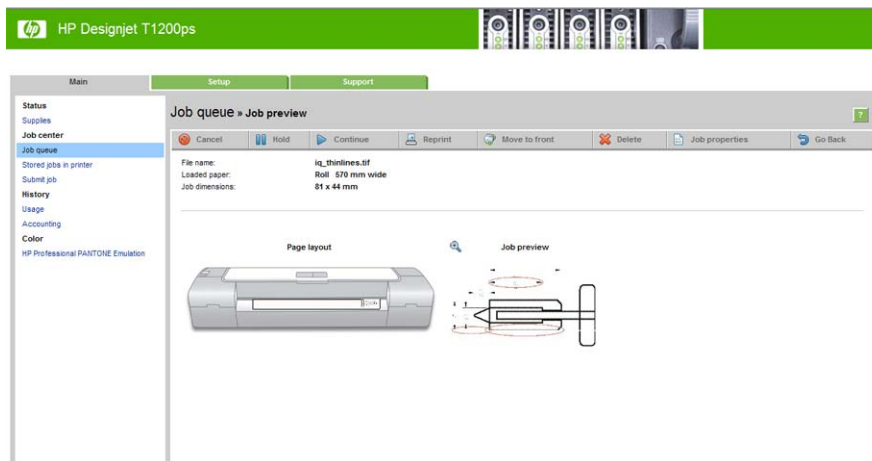 hp HP Designjet T1200ps
Main Setup Support
Status
Supplies
Job center
Job queue
Stored jobs in printer
Submit job
History
Usage
Accounting
Color
HP Professional PANTONE Emulation
Job queue » Job preview
?
Cancel Hold Continue Reprint Move to front Delete Job properties Go Back
File name: iq_thinlines.tif
Loaded paper: Roll 570 mm wide
Job dimensions: 81 x 44 mm
Page layout Job preview